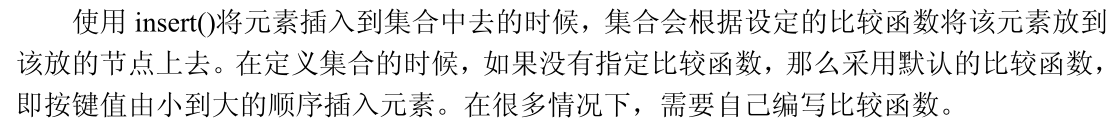 使用 insert()将元素插入到集合中去的时候，集合会根据设定的比较函数将该元素放到
该放的节点上去。在定义集合的时候，如果没有指定比较函数，那么采用默认的比较函数，
即按键值由小到大的顺序插入元素。在很多情况下，需要自己编写比较函数。